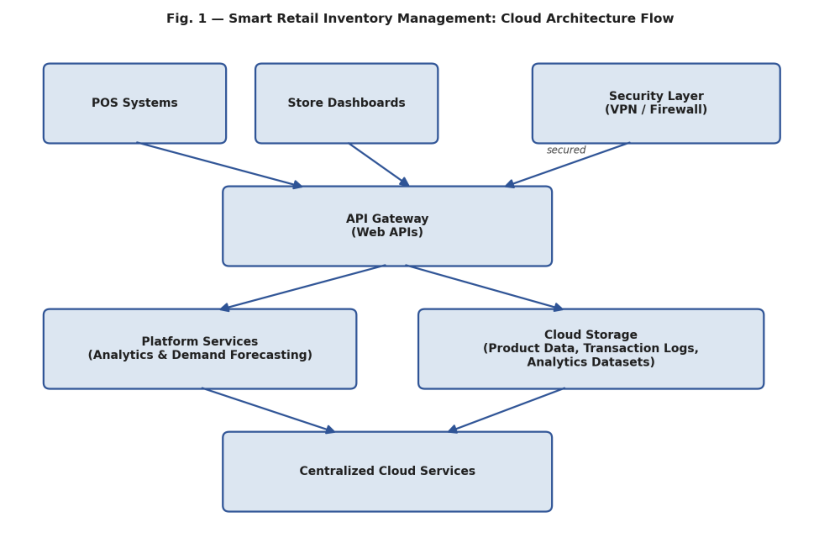 Fig. 1 — Smart Retail Inventory Management: Cloud Architecture Flow
POS Systems
Store Dashboards
Security Layer
(VPN / Firewall)
secured
API Gateway
(Web APIs)
Platform Services
(Analytics & Demand Forecasting)
Cloud Storage
(Product Data, Transaction Logs,
Analytics Datasets)
Centralized Cloud Services